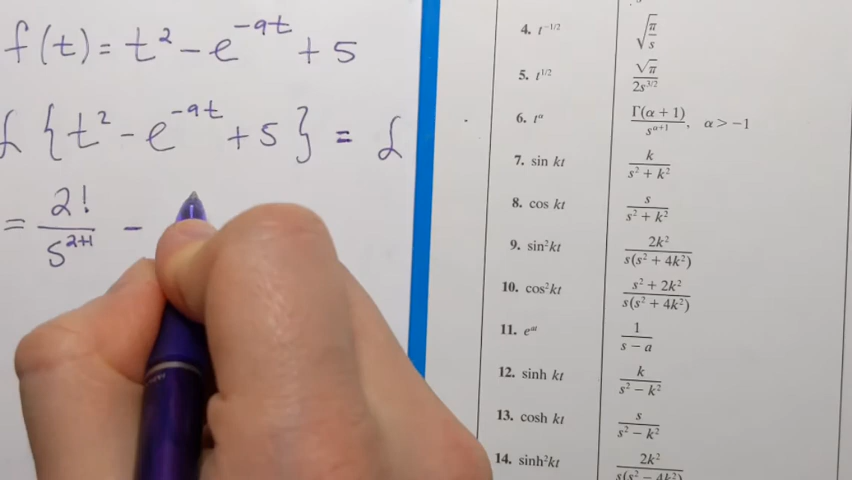 f(t) = t² − e^{−9t} + 5
ℒ {t² − e^{−9t} + 5} = ℒ
= 2!/s^{2+1} −
4. t^{−1/2} √(π/s)
5. t^{1/2} √π/2s^{3/2}
6. t^α Γ(α + 1)/s^{α+1}, α > −1
7. sin kt k/(s² + k²)
8. cos kt s/(s² + k²)
9. sin²kt 2k²/(s(s² + 4k²))
10. cos²kt (s² + 2k²)/(s(s² + 4k²))
11. e^{at} 1/(s − a)
12. sinh kt k/(s² − k²)
13. cosh kt s/(s² − k²)
14. sinh²kt 2k²/(s(s² − 4k²))